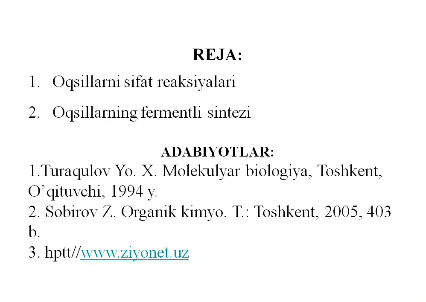 REJA:
1. Oqsillarni sifat reaksiyalari
2. Oqsillarning fermentli sintezi
ADABIYOTLAR:
1.Turaqulov Yo. X. Molekulyar biologiya, Toshkent,
O’qituvchi, 1994 y.
2. Sobirov Z. Organik kimyo. T.: Toshkent, 2005, 403
b.
3. hptt//www.ziyonet.uz